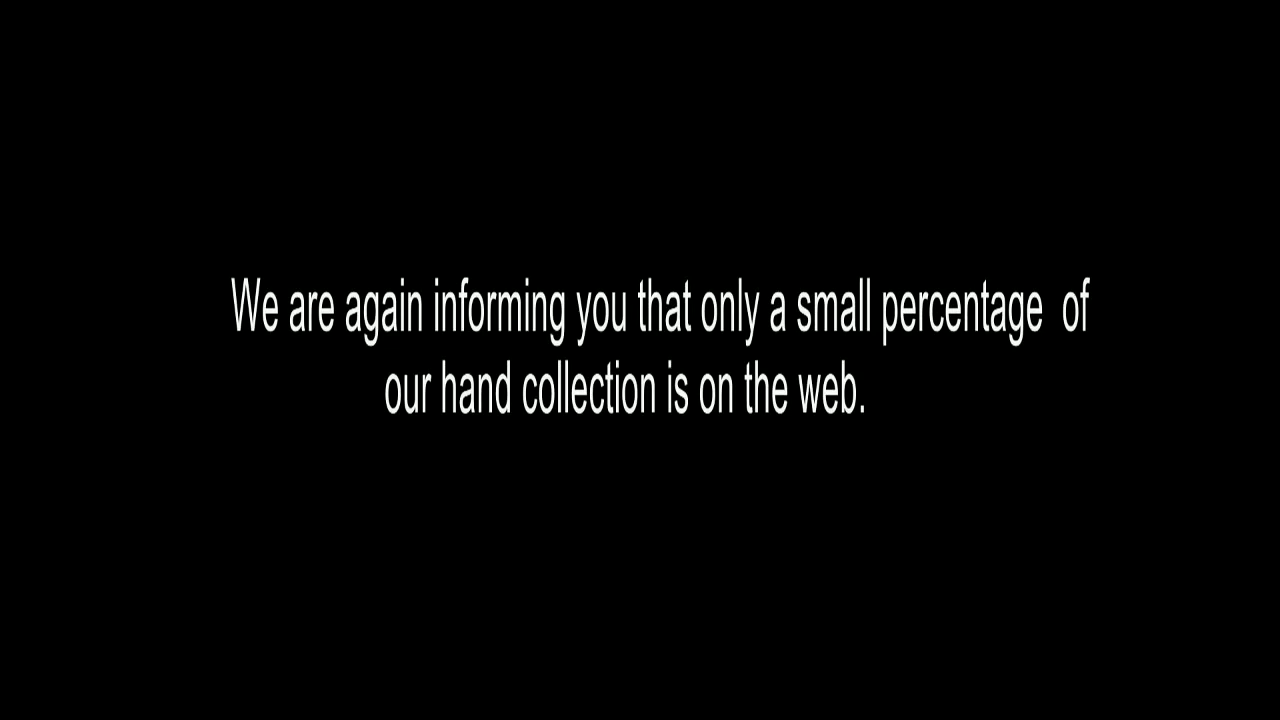 We are again informing you that only a small percentage  of
our hand collection is on the web.